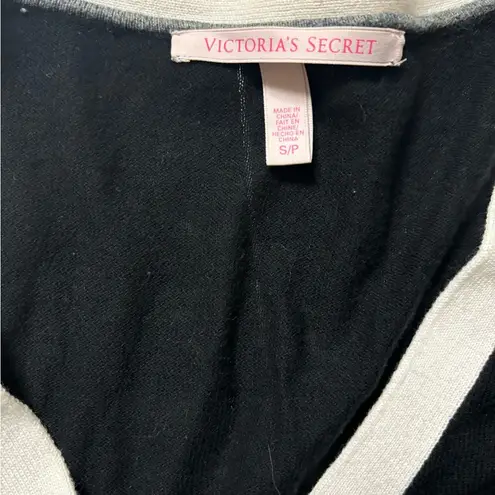 VICTORIA'S SECRET
MADE IN
CHINA/
FAIT EN
CHINE/
HECHO EN
CHINA
S/P